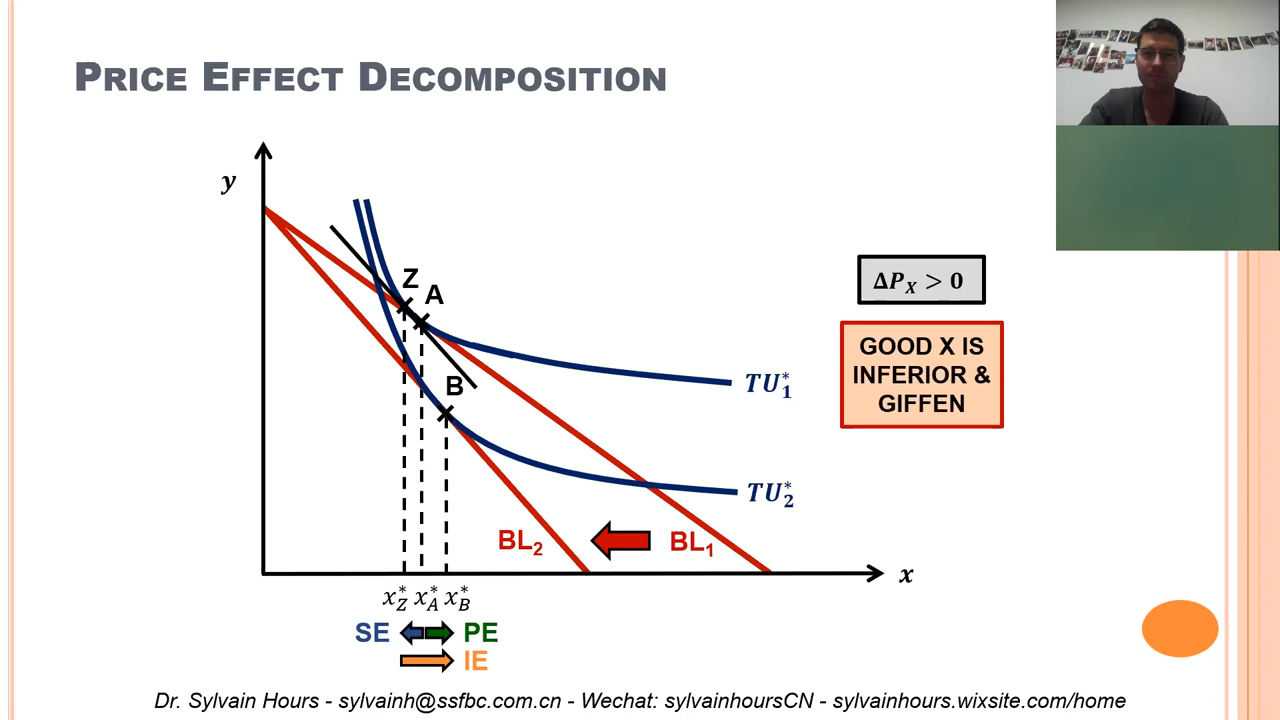 PRICE EFFECT DECOMPOSITION
y
Z
A
ΔP_X > 0
GOOD X IS
INFERIOR &
GIFFEN
B
TU₁*
TU₂*
BL₂
BL₁
x
x_Z* x_A* x_B*
SE PE
IE
Dr. Sylvain Hours - sylvainh@ssfbc.com.cn - Wechat: sylvainhoursCN - sylvainhours.wixsite.com/home